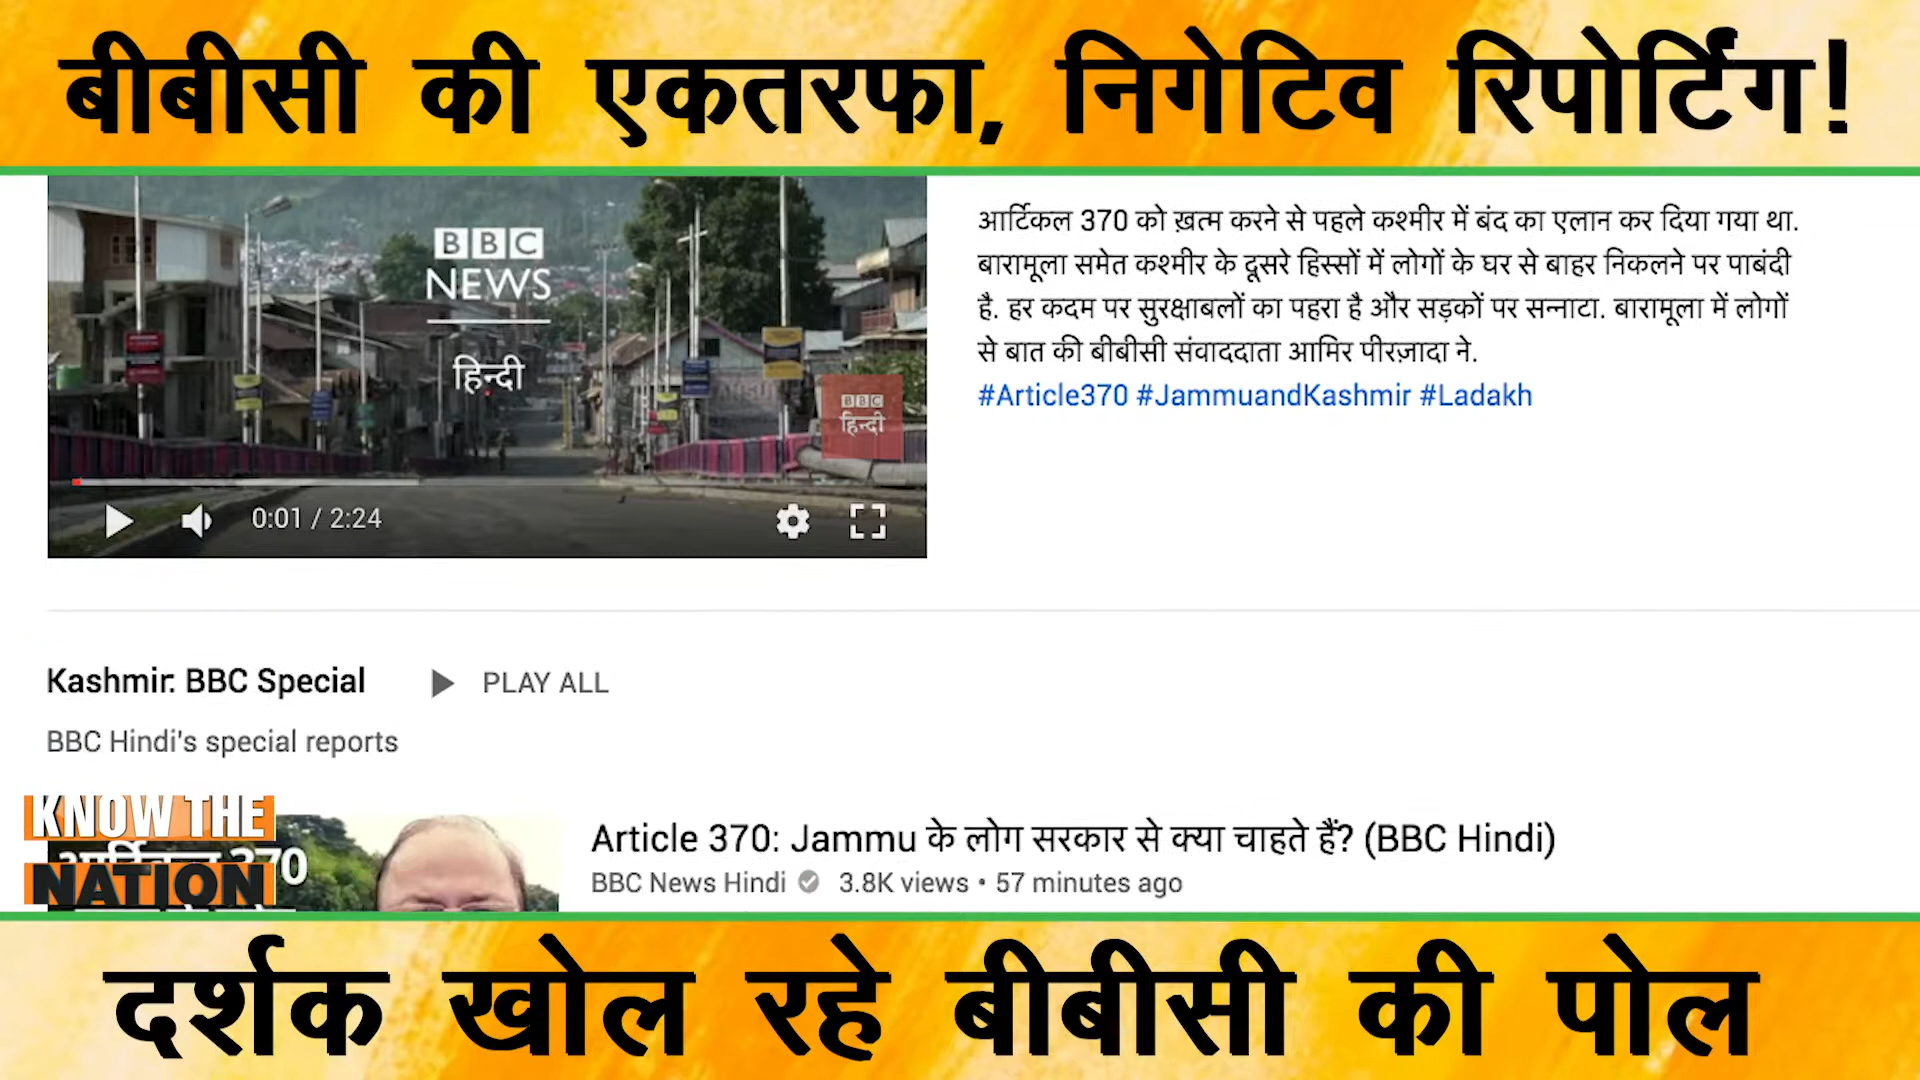 बीबीसी की एकतरफा, निगेटिव रिपोर्टिंग!
BBC
NEWS
हिन्दी
BBC
हिन्दी
0:01 / 2:24
आर्टिकल 370 को ख़त्म करने से पहले कश्मीर में बंद का एलान कर दिया गया था.
बारामूला समेत कश्मीर के दूसरे हिस्सों में लोगों के घर से बाहर निकलने पर पाबंदी
है. हर कदम पर सुरक्षाबलों का पहरा है और सड़कों पर सन्नाटा. बारामूला में लोगों
से बात की बीबीसी संवाददाता आमिर पीरज़ादा ने.
#Article370 #JammuandKashmir #Ladakh
Kashmir: BBC Special
PLAY ALL
BBC Hindi's special reports
KNOW THE
NATION
आर्टिकल 370
Article 370: Jammu के लोग सरकार से क्या चाहते हैं? (BBC Hindi)
BBC News Hindi 3.8K views • 57 minutes ago
दर्शक खोल रहे बीबीसी की पोल